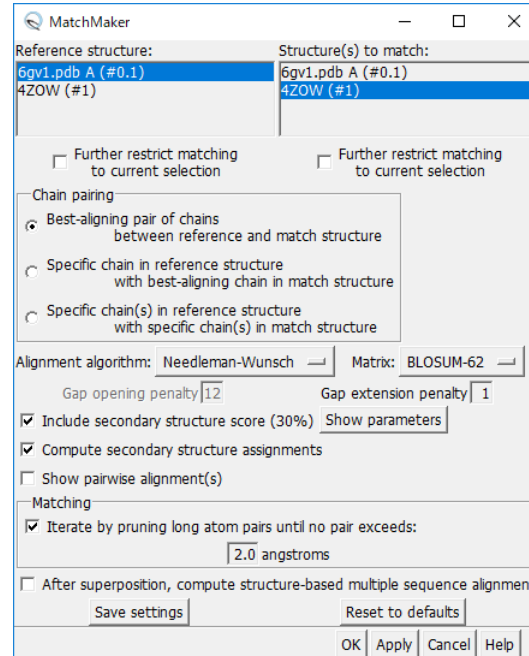 MatchMaker
Reference structure:
Structure(s) to match:
6gv1.pdb A (#0.1)
4ZOW (#1)
6gv1.pdb A (#0.1)
4ZOW (#1)
Further restrict matching
to current selection
Further restrict matching
to current selection
Chain pairing
Best-aligning pair of chains
between reference and match structure
Specific chain in reference structure
with best-aligning chain in match structure
Specific chain(s) in reference structure
with specific chain(s) in match structure
Alignment algorithm: Needleman-Wunsch Matrix: BLOSUM-62
Gap opening penalty 12 Gap extension penalty 1
Include secondary structure score (30%) Show parameters
Compute secondary structure assignments
Show pairwise alignment(s)
Matching
Iterate by pruning long atom pairs until no pair exceeds:
2.0 angstroms
After superposition, compute structure-based multiple sequence alignmen
Save settings Reset to defaults
OK Apply Cancel Help